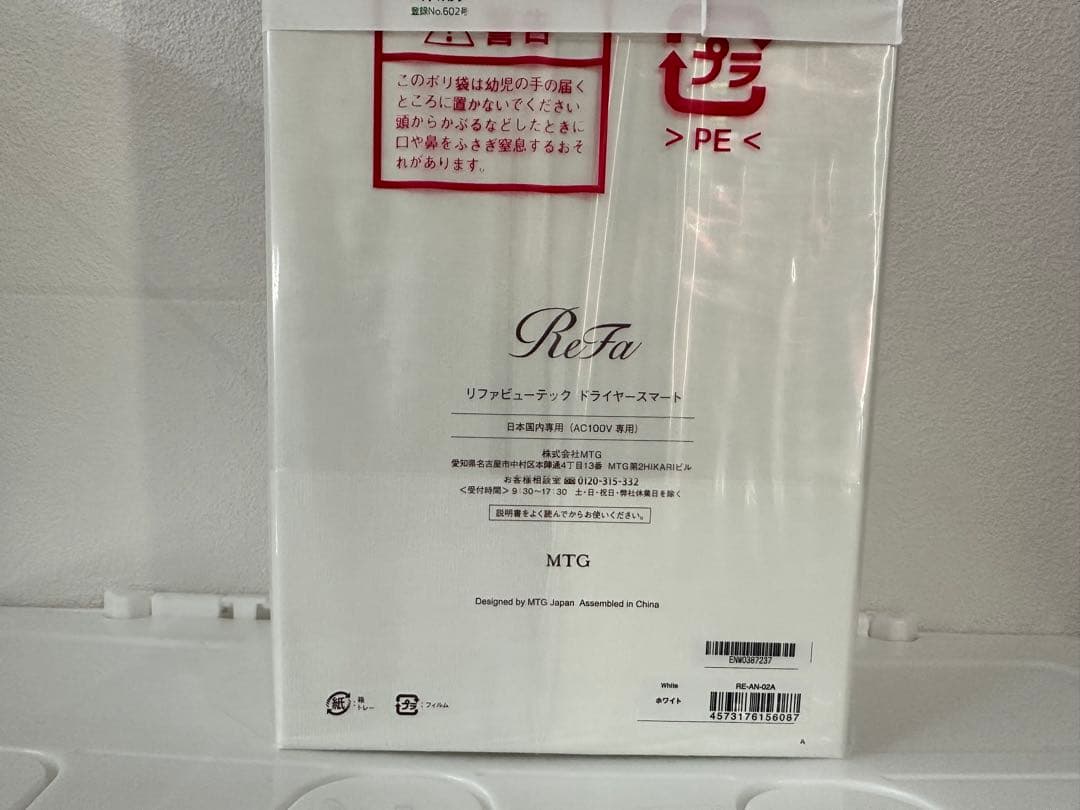 登録No.602号
警告
このポリ袋は幼児の手の届く
ところに置かないでください
頭からかぶるなどしたときに
口や鼻をふさぎ窒息するおそ
れがあります。
プラ
>PE<
ReFa
リファビューテック ドライヤースマート
日本国内専用(AC100V 専用)
株式会社MTG
愛知県名古屋市中村区本陣通4丁目13番 MTG第2HIKARIビル
お客様相談室 0120-315-332
<受付時間>9:30〜17:30 土・日・祝日・弊社休業日を除く
説明書をよく読んでからお使いください。
MTG
Designed by MTG Japan Assembled in China
ENW0387237
White RE-AN-02A
ホワイト
4573176156087
紙:箱
トレー
プラ:フィルム
A